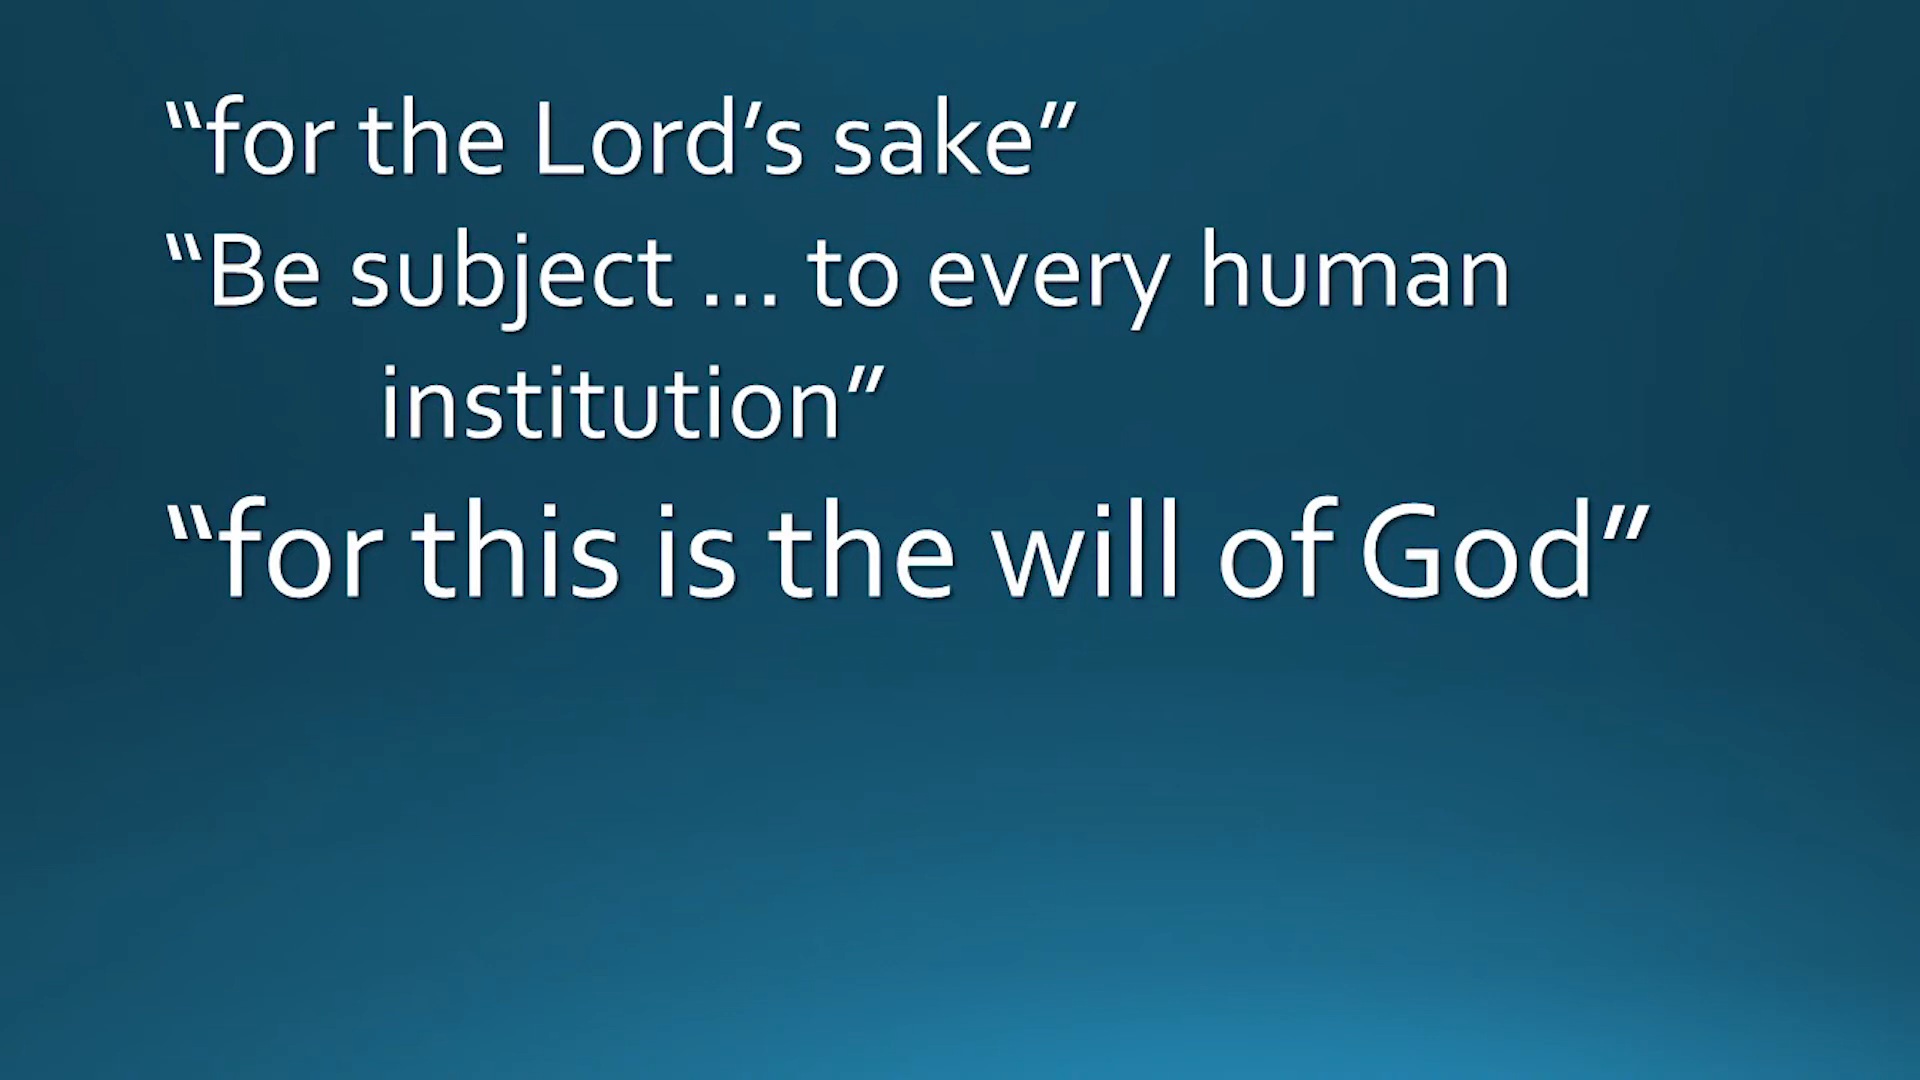 “for the Lord’s sake”
“Be subject … to every human
institution”
“for this is the will of God”